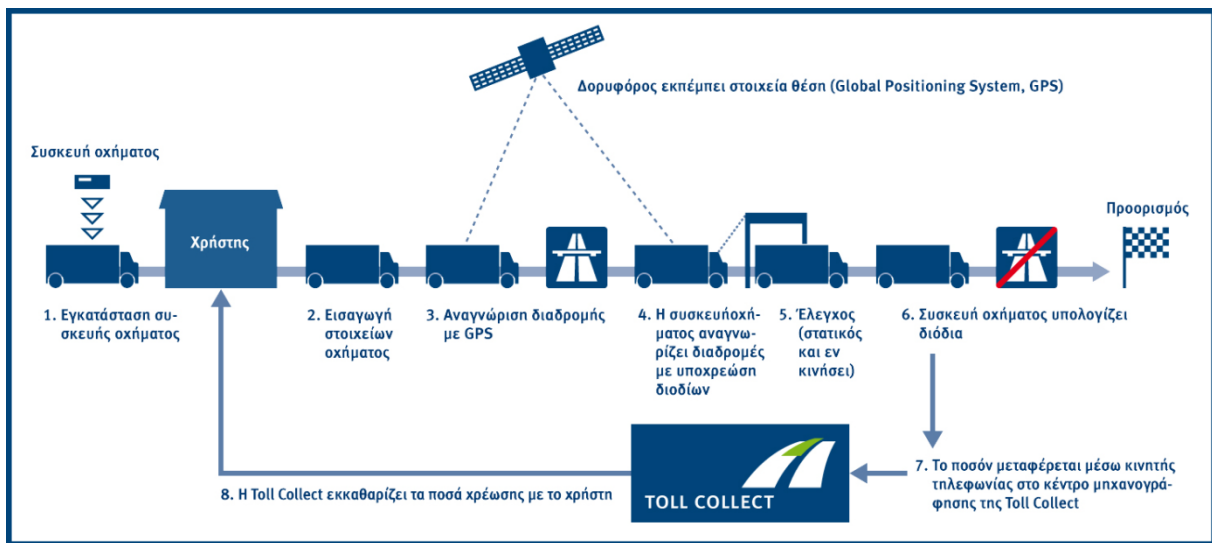 Δορυφόρος εκπέμπει στοιχεία θέση (Global Positioning System, GPS)
Συσκευή οχήματος
Χρήστης
Προορισμός
1. Εγκατάσταση συ-
σκευής οχήματος
2. Εισαγωγή
στοιχείων
οχήματος
3. Αναγνώριση διαδρομής
με GPS
4. Η συσκευήοχή-
ματος αναγνω-
ρίζει διαδρομές
με υποχρεώση
διοδίων
5. Έλεγχος
(στατικός
και εν
κινήσει)
6. Συσκευή οχήματος υπολογίζει
διόδια
7. Το ποσόν μεταφέρεται μέσω κινητής
τηλεφωνίας στο κέντρο μηχανογρά-
φησης της Toll Collect
8. Η Toll Collect εκκαθαρίζει τα ποσά χρέωσης με το χρήστη
TOLL COLLECT